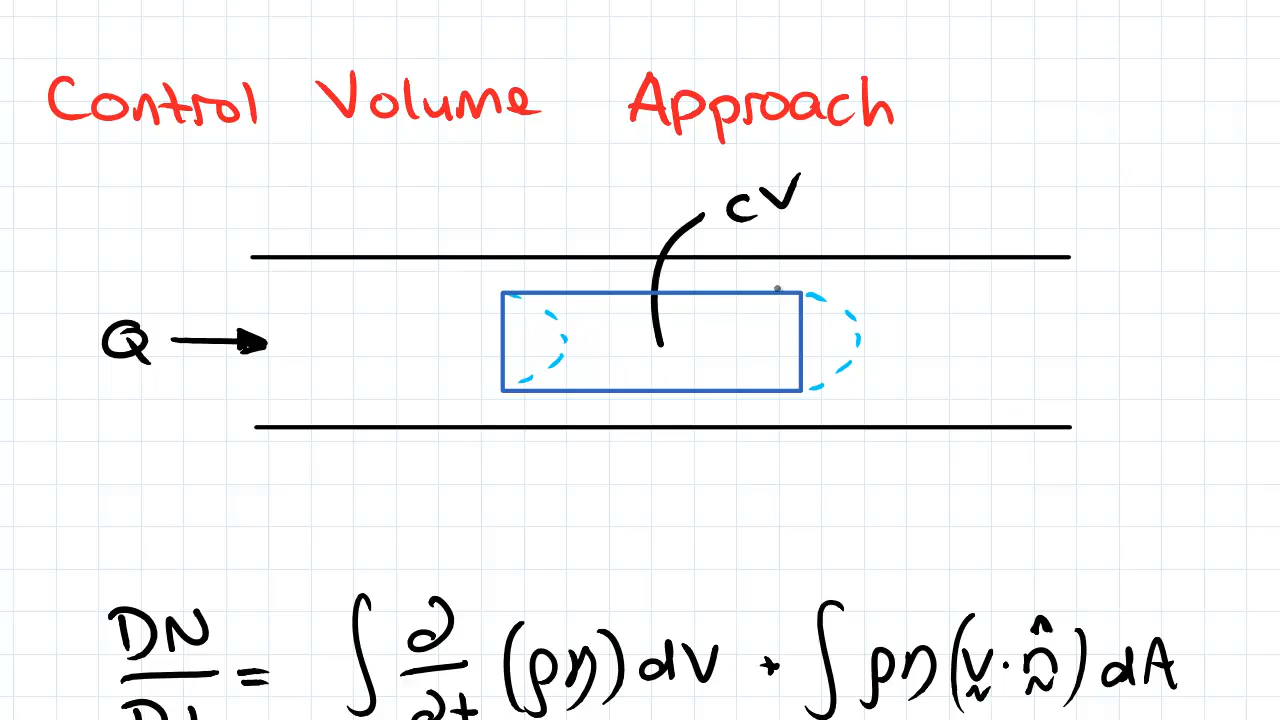 Control Volume Approach
CV
Q
DN/Dt = ∫ ∂/∂t (ρη) dV + ∫ ρη(v · n̂) dA